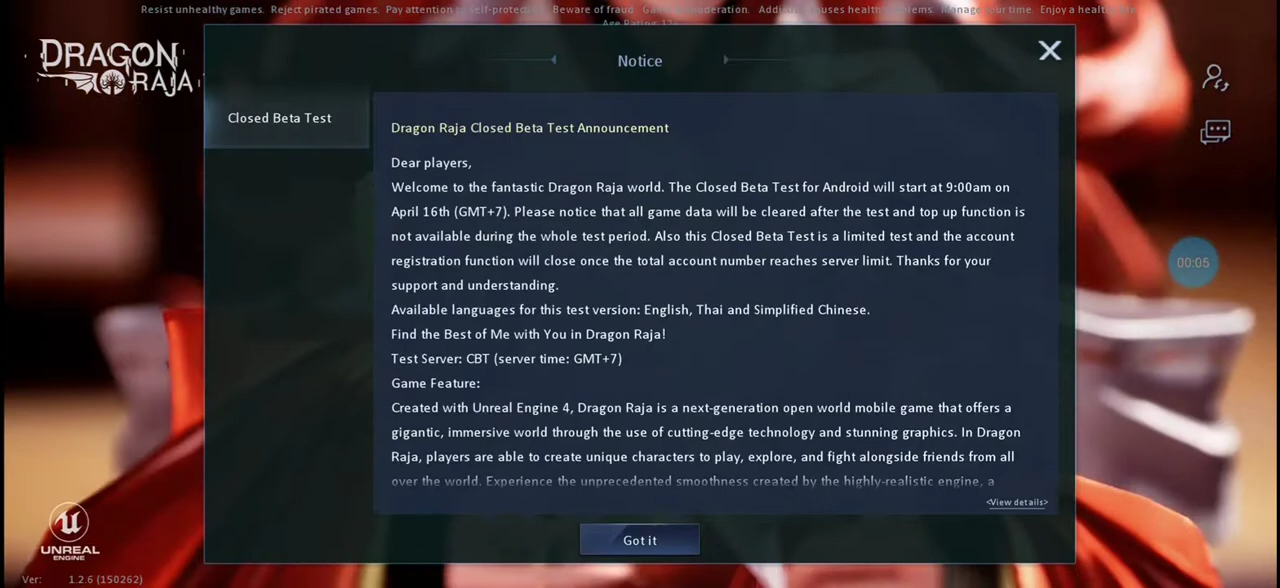 Resist unhealthy games. Reject pirated games. Pay attention to self-protection. Beware of fraud. moderation. causes health problems. Manage your time. Enjoy a
Age Rating: 12+
DRAGON
RAJA
Notice
X
Closed Beta Test
Dragon Raja Closed Beta Test Announcement
Dear players,
Welcome to the fantastic Dragon Raja world. The Closed Beta Test for Android will start at 9:00am on
April 16th (GMT+7). Please notice that all game data will be cleared after the test and top up function is
not available during the whole test period. Also this Closed Beta Test is a limited test and the account
registration function will close once the total account number reaches server limit. Thanks for your
support and understanding.
Available languages for this test version: English, Thai and Simplified Chinese.
Find the Best of Me with You in Dragon Raja!
Test Server: CBT (server time: GMT+7)
Game Feature:
Created with Unreal Engine 4, Dragon Raja is a next-generation open world mobile game that offers a
gigantic, immersive world through the use of cutting-edge technology and stunning graphics. In Dragon
Raja, players are able to create unique characters to play, explore, and fight alongside friends from all
over the world. Experience the unprecedented smoothness created by the highly-realistic engine, a
<View details>
Got it
00:05
UNREAL
ENGINE
Ver: 1.2.6 (150262)